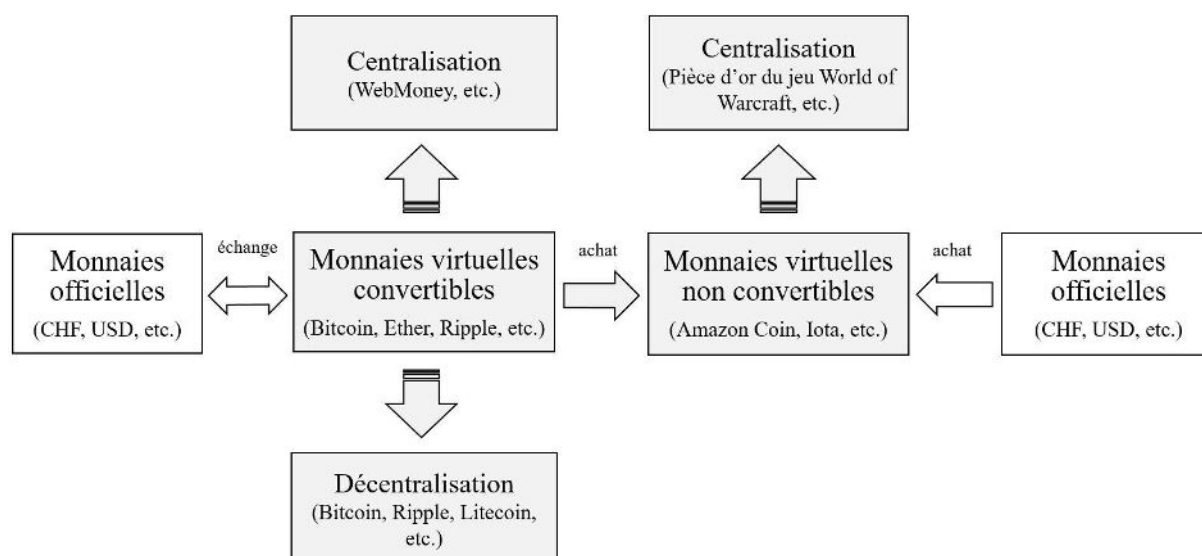 Centralisation
(WebMoney, etc.)
Centralisation
(Pièce d’or du jeu World of
Warcraft, etc.)
Monnaies
officielles
(CHF, USD, etc.)
échange
Monnaies virtuelles
convertibles
(Bitcoin, Ether, Ripple, etc.)
achat
Monnaies virtuelles
non convertibles
(Amazon Coin, Iota, etc.)
achat
Monnaies
officielles
(CHF, USD, etc.)
Décentralisation
(Bitcoin, Ripple, Litecoin,
etc.)